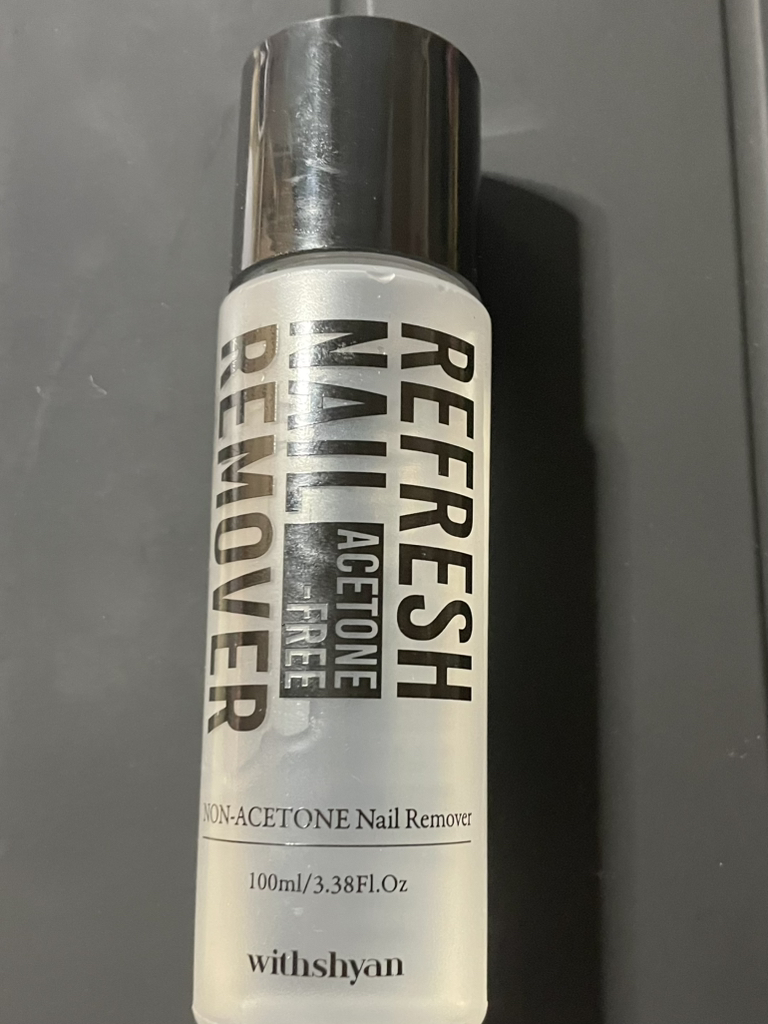 REFRESH
NAIL ACETONE
-FREE
REMOVER
NON-ACETONE Nail Remover
100ml/3.38Fl.Oz
withshyan